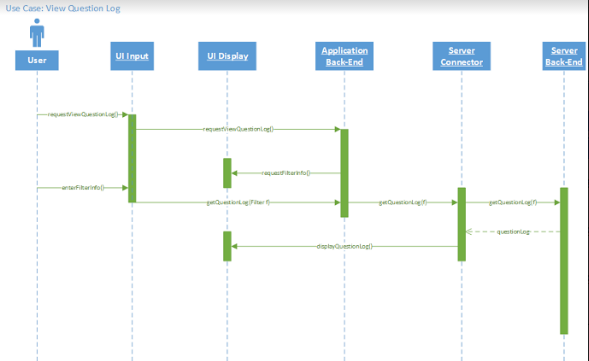 Use Case: View Question Log
User
UI Input
UI Display
Application
Back-End
Server
Connector
Server
Back-End
requestViewQuestionLog()
requestViewQuestionLog()
requestFilterInfo()
enterFilterInfo()
getQuestionLog(Filter f)
getQuestionLog(f)
getQuestionLog(f)
questionLog
displayQuestionLog()